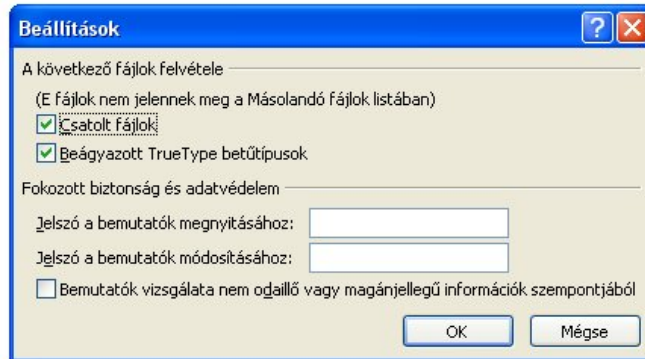 Beállítások
A következő fájlok felvétele
(E fájlok nem jelennek meg a Másolandó fájlok listában)
Csatolt fájlok
Beágyazott TrueType betűtípusok
Fokozott biztonság és adatvédelem
Jelszó a bemutatók megnyitásához:
Jelszó a bemutatók módosításához:
Bemutatók vizsgálata nem odaillő vagy magánjellegű információk szempontjából
OK Mégse